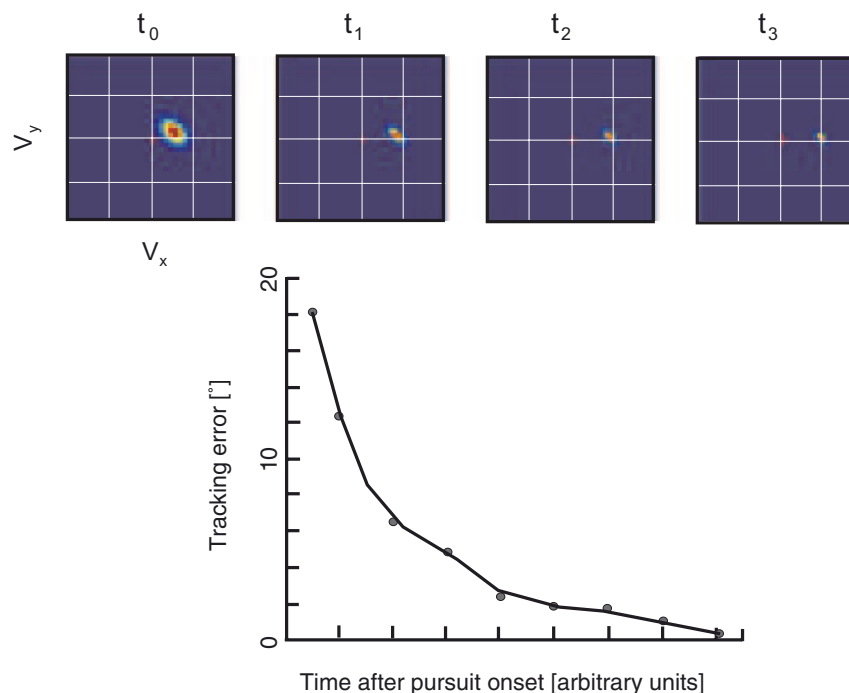 t0 t1 t2 t3
Vy
Vx
20
10
0
Tracking error [°]
Time after pursuit onset [arbitrary units]